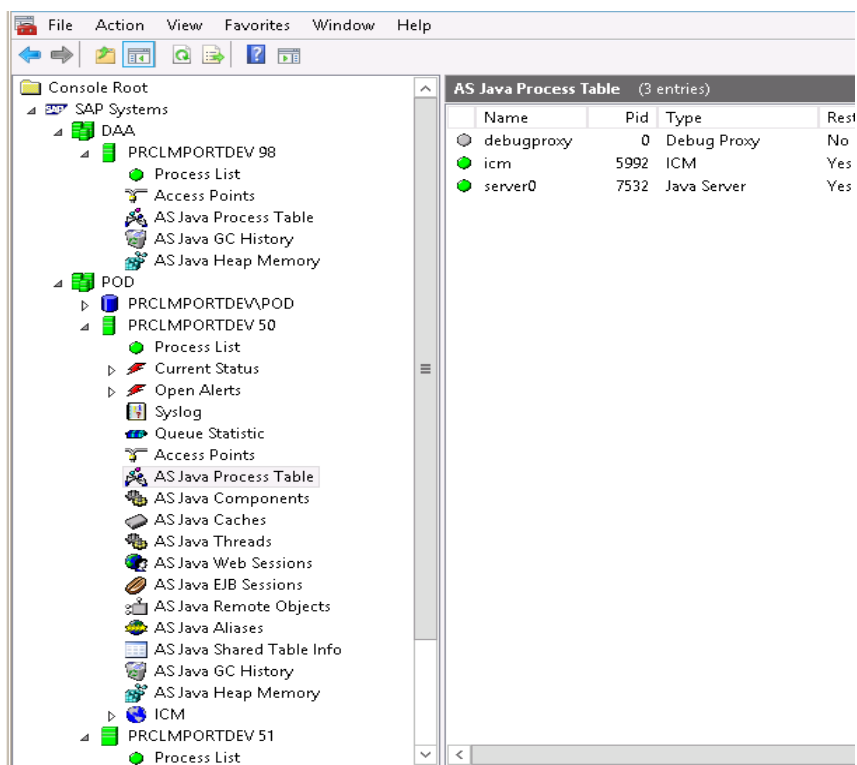 File Action View Favorites Window Help
Console Root
SAP Systems
DAA
PRCLMPORTDEV 98
Process List
Access Points
AS Java Process Table
AS Java GC History
AS Java Heap Memory
POD
PRCLMPORTDEV\POD
PRCLMPORTDEV 50
Process List
Current Status
Open Alerts
Syslog
Queue Statistic
Access Points
AS Java Process Table
AS Java Components
AS Java Caches
AS Java Threads
AS Java Web Sessions
AS Java EJB Sessions
AS Java Remote Objects
AS Java Aliases
AS Java Shared Table Info
AS Java GC History
AS Java Heap Memory
ICM
PRCLMPORTDEV 51
Process List
AS Java Process Table (3 entries)
Name Pid Type Rest
debugproxy 0 Debug Proxy No
icm 5992 ICM Yes
server0 7532 Java Server Yes